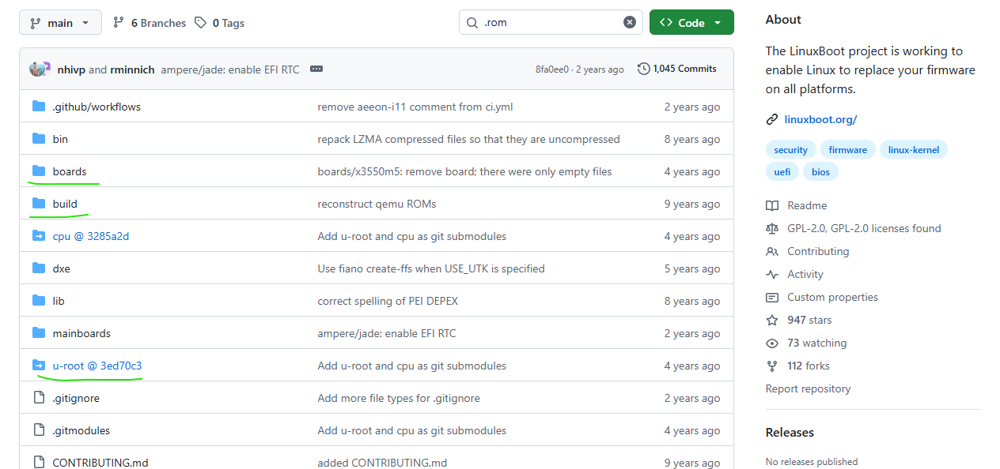 main 6 Branches 0 Tags .rom Code
nhivp and rminnich ampere/jade: enable EFI RTC 8fa0ee0 · 2 years ago 1,045 Commits
.github/workflows remove aeeon-i11 comment from ci.yml 2 years ago
bin repack LZMA compressed files so that they are uncompressed 8 years ago
boards boards/x3550m5: remove board; there were only empty files 4 years ago
build reconstruct qemu ROMs 9 years ago
cpu @ 3285a2d Add u-root and cpu as git submodules 4 years ago
dxe Use fiano create-ffs when USE_UTK is specified 5 years ago
lib correct spelling of PEI DEPEX 8 years ago
mainboards ampere/jade: enable EFI RTC 2 years ago
u-root @ 3ed70c3 Add u-root and cpu as git submodules 4 years ago
.gitignore Add more file types for .gitignore 2 years ago
.gitmodules Add u-root and cpu as git submodules 4 years ago
CONTRIBUTING.md added CONTRIBUTING.md 9 years ago
About
The LinuxBoot project is working to
enable Linux to replace your firmware
on all platforms.
linuxboot.org/
security firmware linux-kernel
uefi bios
Readme
GPL-2.0, GPL-2.0 licenses found
Contributing
Activity
Custom properties
947 stars
73 watching
112 forks
Report repository
Releases
No releases published